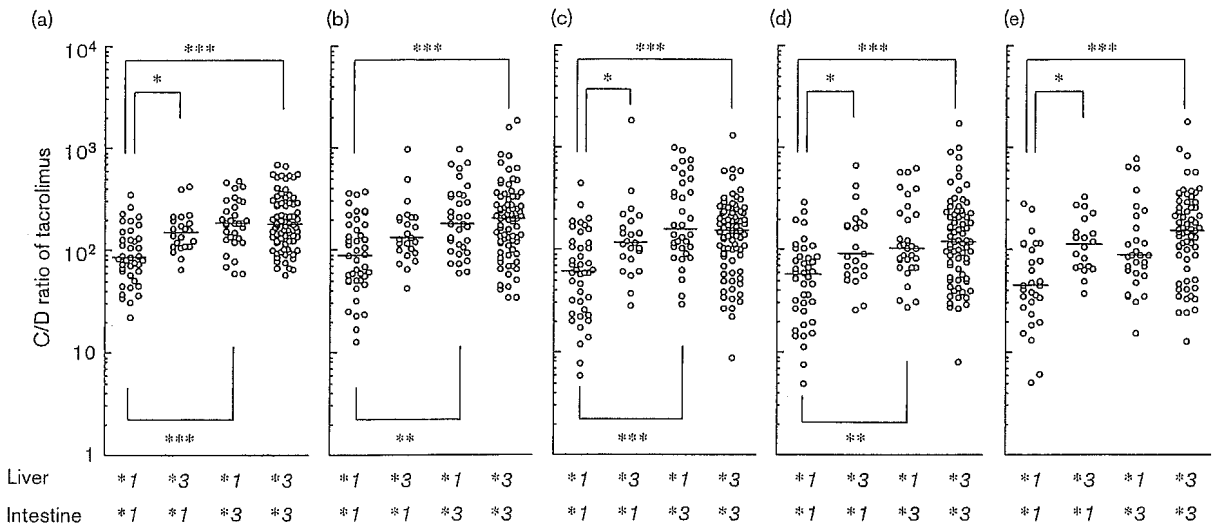 (a) (b) (c) (d) (e)
*** *** *** *** ***
* * * *
10⁴
10³
10²
10
1
C/D ratio of tacrolimus
*** ** *** **
Liver *1 *3 *1 *3 *1 *3 *1 *3 *1 *3 *1 *3 *1 *3 *1 *3 *1 *3 *1 *3
Intestine *1 *1 *3 *3 *1 *1 *3 *3 *1 *1 *3 *3 *1 *1 *3 *3 *1 *1 *3 *3